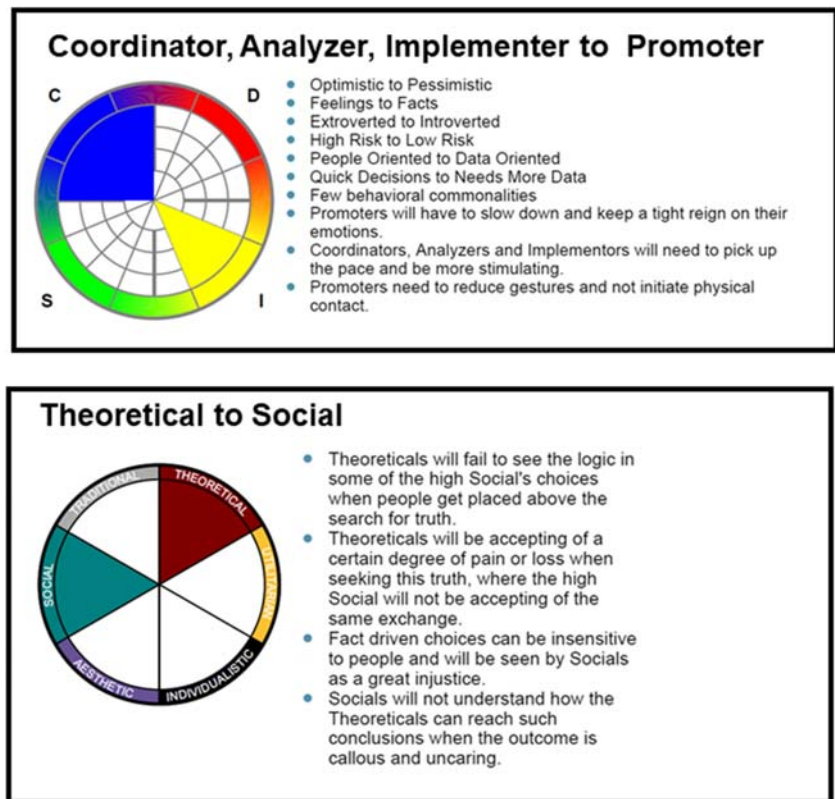 Coordinator, Analyzer, Implementer to Promoter
C
D
S
I
Optimistic to Pessimistic
Feelings to Facts
Extroverted to Introverted
High Risk to Low Risk
People Oriented to Data Oriented
Quick Decisions to Needs More Data
Few behavioral commonalities
Promoters will have to slow down and keep a tight reign on their
emotions.
Coordinators, Analyzers and Implementors will need to pick up
the pace and be more stimulating.
Promoters need to reduce gestures and not initiate physical
contact.
Theoretical to Social
TRADITIONAL
THEORETICAL
UTILITARIAN
INDIVIDUALISTIC
AESTHETIC
SOCIAL
Theoreticals will fail to see the logic in
some of the high Social's choices
when people get placed above the
search for truth.
Theoreticals will be accepting of a
certain degree of pain or loss when
seeking this truth, where the high
Social will not be accepting of the
same exchange.
Fact driven choices can be insensitive
to people and will be seen by Socials
as a great injustice.
Socials will not understand how the
Theoreticals can reach such
conclusions when the outcome is
callous and uncaring.